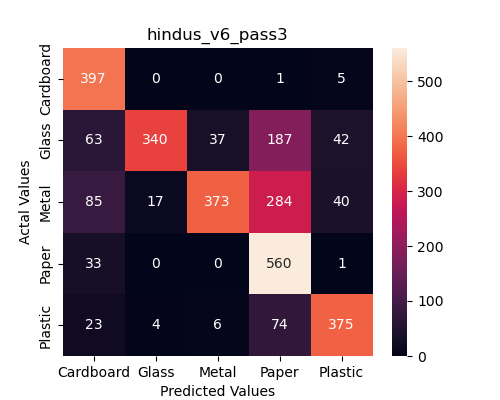 hindus_v6_pass3
Actal Values
Cardboard 397 0 0 1 5
Glass 63 340 37 187 42
Metal 85 17 373 284 40
Paper 33 0 0 560 1
Plastic 23 4 6 74 375
Cardboard Glass Metal Paper Plastic
Predicted Values
500
400
300
200
100
0